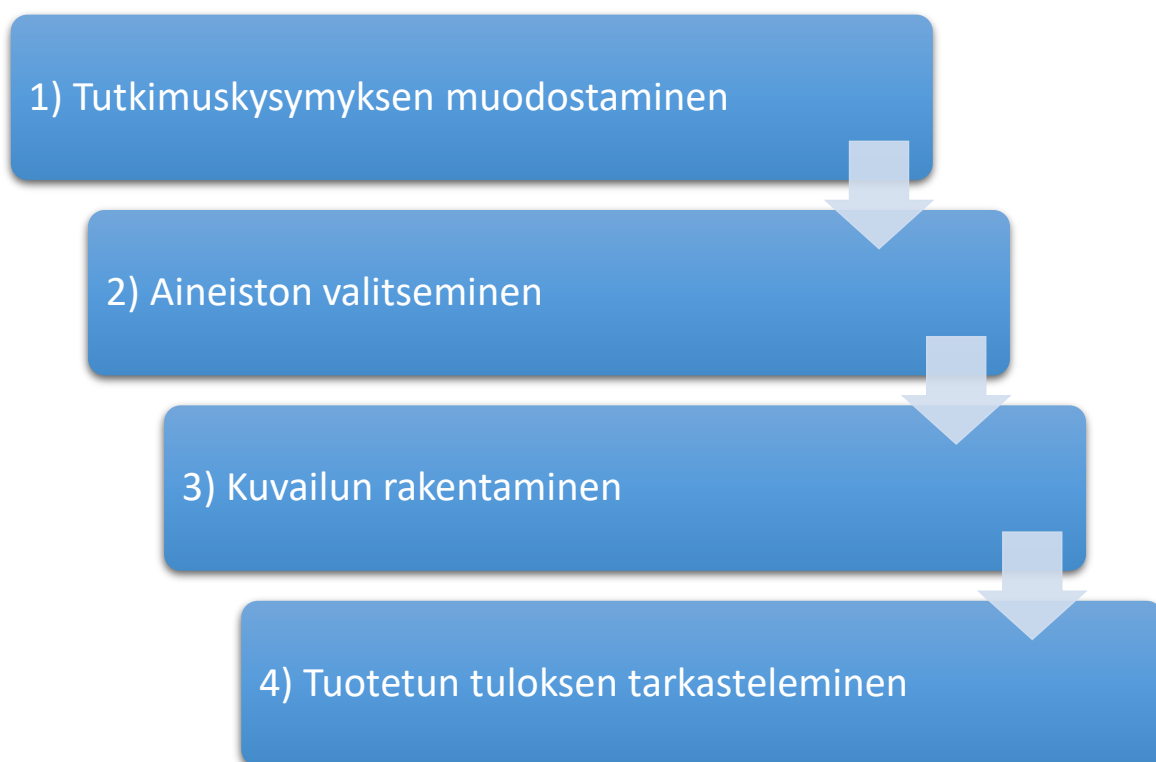 1) Tutkimuskysymyksen muodostaminen
2) Aineiston valitseminen
3) Kuvailun rakentaminen
4) Tuotetun tuloksen tarkasteleminen